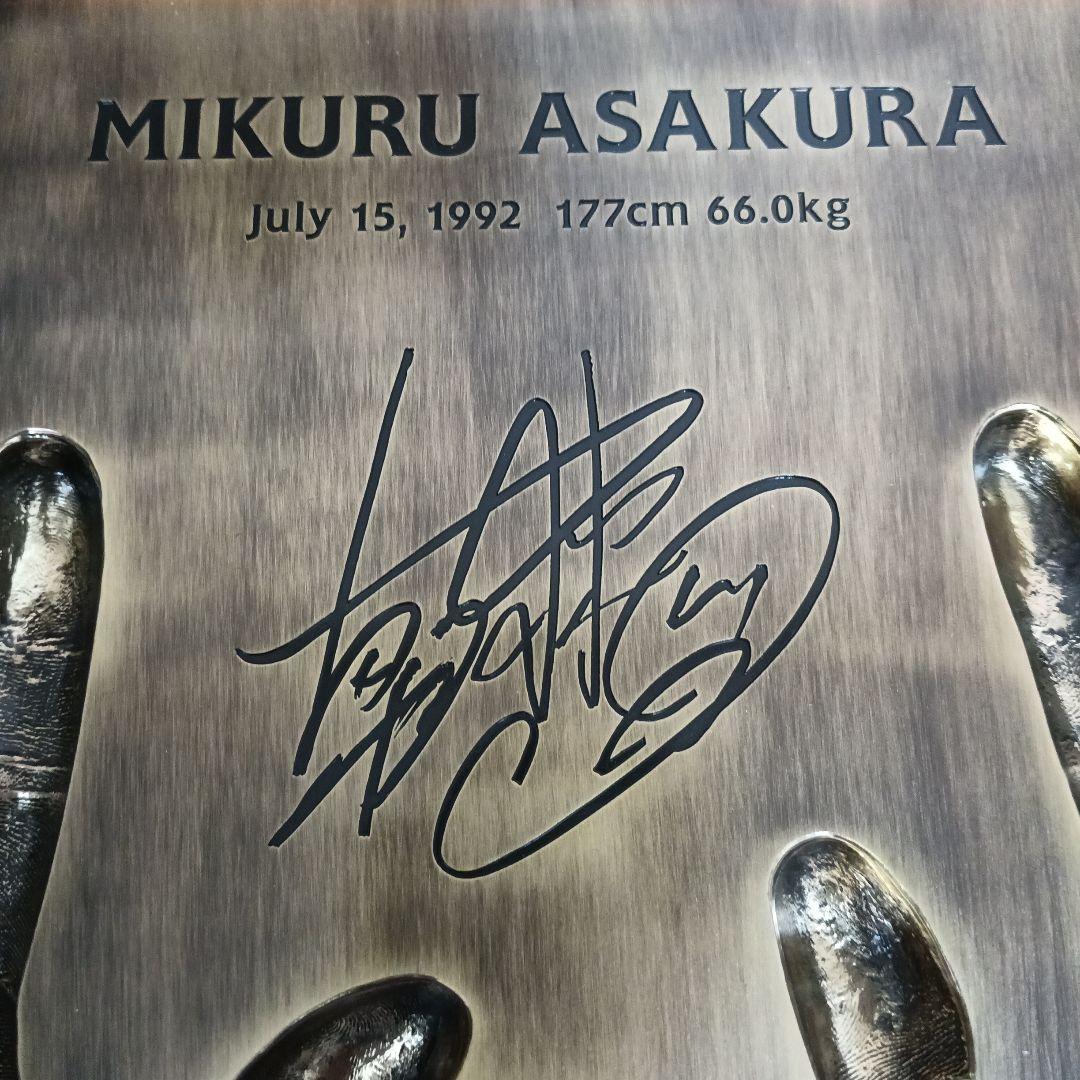 MIKURU ASAKURA
July 15, 1992 177cm 66.0kg